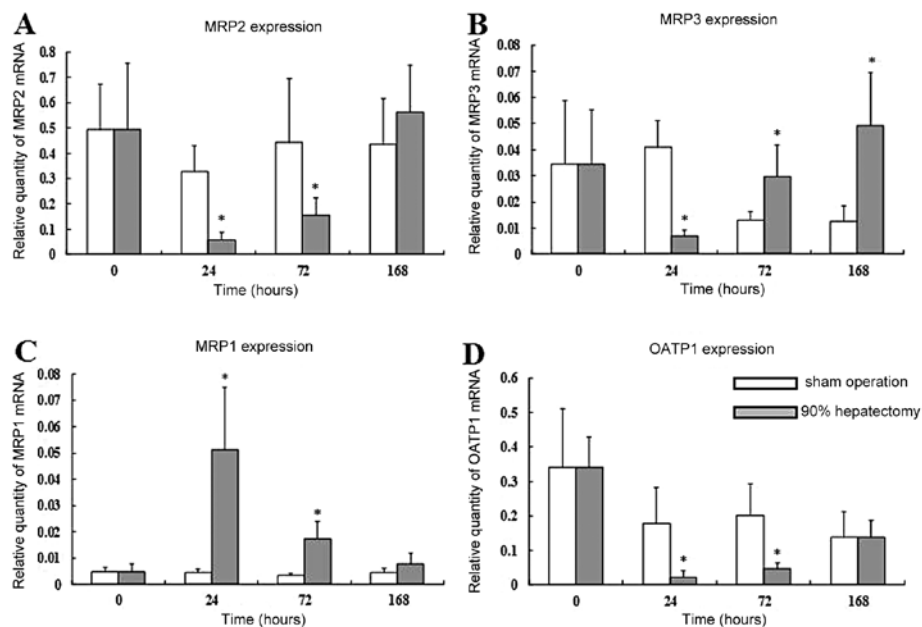 A
MRP2 expression
Relative quantity of MRP2 mRNA
0.8
0.7
0.6
0.5
0.4
0.3
0.2
0.1
0
*
*
0 24 72 168
Time (hours)
B
MRP3 expression
Relative quantity of MRP3 mRNA
0.08
0.07
0.06
0.05
0.04
0.03
0.02
0.01
0
*
*
*
0 24 72 168
Time (hours)
C
MRP1 expression
Relative quantity of MRP1 mRNA
0.08
0.07
0.06
0.05
0.04
0.03
0.02
0.01
0
*
*
0 24 72 168
Time (hours)
D
OATP1 expression
Relative quantity of OATP1 mRNA
0.6
0.5
0.4
0.3
0.2
0.1
0
sham operation
90% hepatectomy
*
*
0 24 72 168
Time (hours)